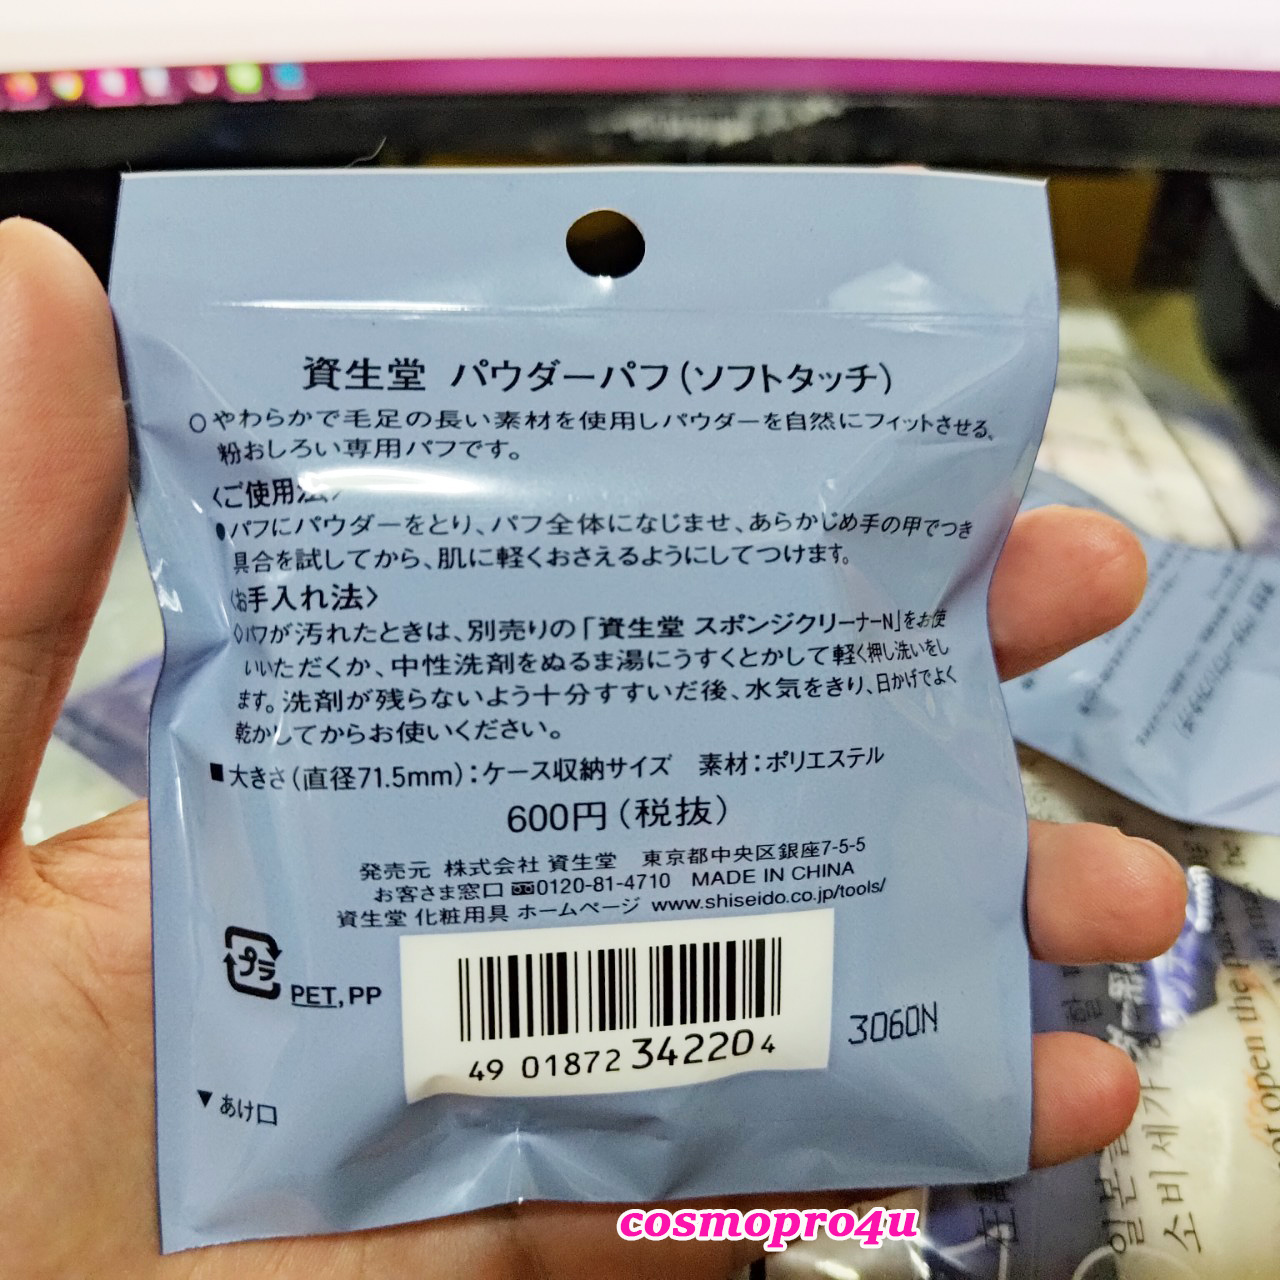 資生堂 パウダーパフ(ソフトタッチ)
○やわらかで毛足の長い素材を使用しパウダーを自然にフィットさせる、
粉おしろい専用パフです。
〈ご使用法〉
●パフにパウダーをとり、パフ全体になじませ、あらかじめ手の甲でつき
具合を試してから、肌に軽くおさえるようにしてつけます。
〈お手入れ法〉
◇パフが汚れたときは、別売りの「資生堂 スポンジクリーナーN」をお使
いいただくか、中性洗剤をぬるま湯にうすくとかして軽く押し洗いをし
ます。洗剤が残らないよう十分すすいだ後、水気をきり、日かげでよく
乾かしてからお使いください。
■大きさ(直径71.5mm):ケース収納サイズ 素材:ポリエステル
600円(税抜)
発売元 株式会社 資生堂 東京都中央区銀座7-5-5
お客さま窓口 0120-81-4710 MADE IN CHINA
資生堂 化粧用具 ホームページ www.shiseido.co.jp/tools/
プラ
PET, PP
4901872342204
3060N
▼あけ口
cosmopro4u
일본
소비세가
open the